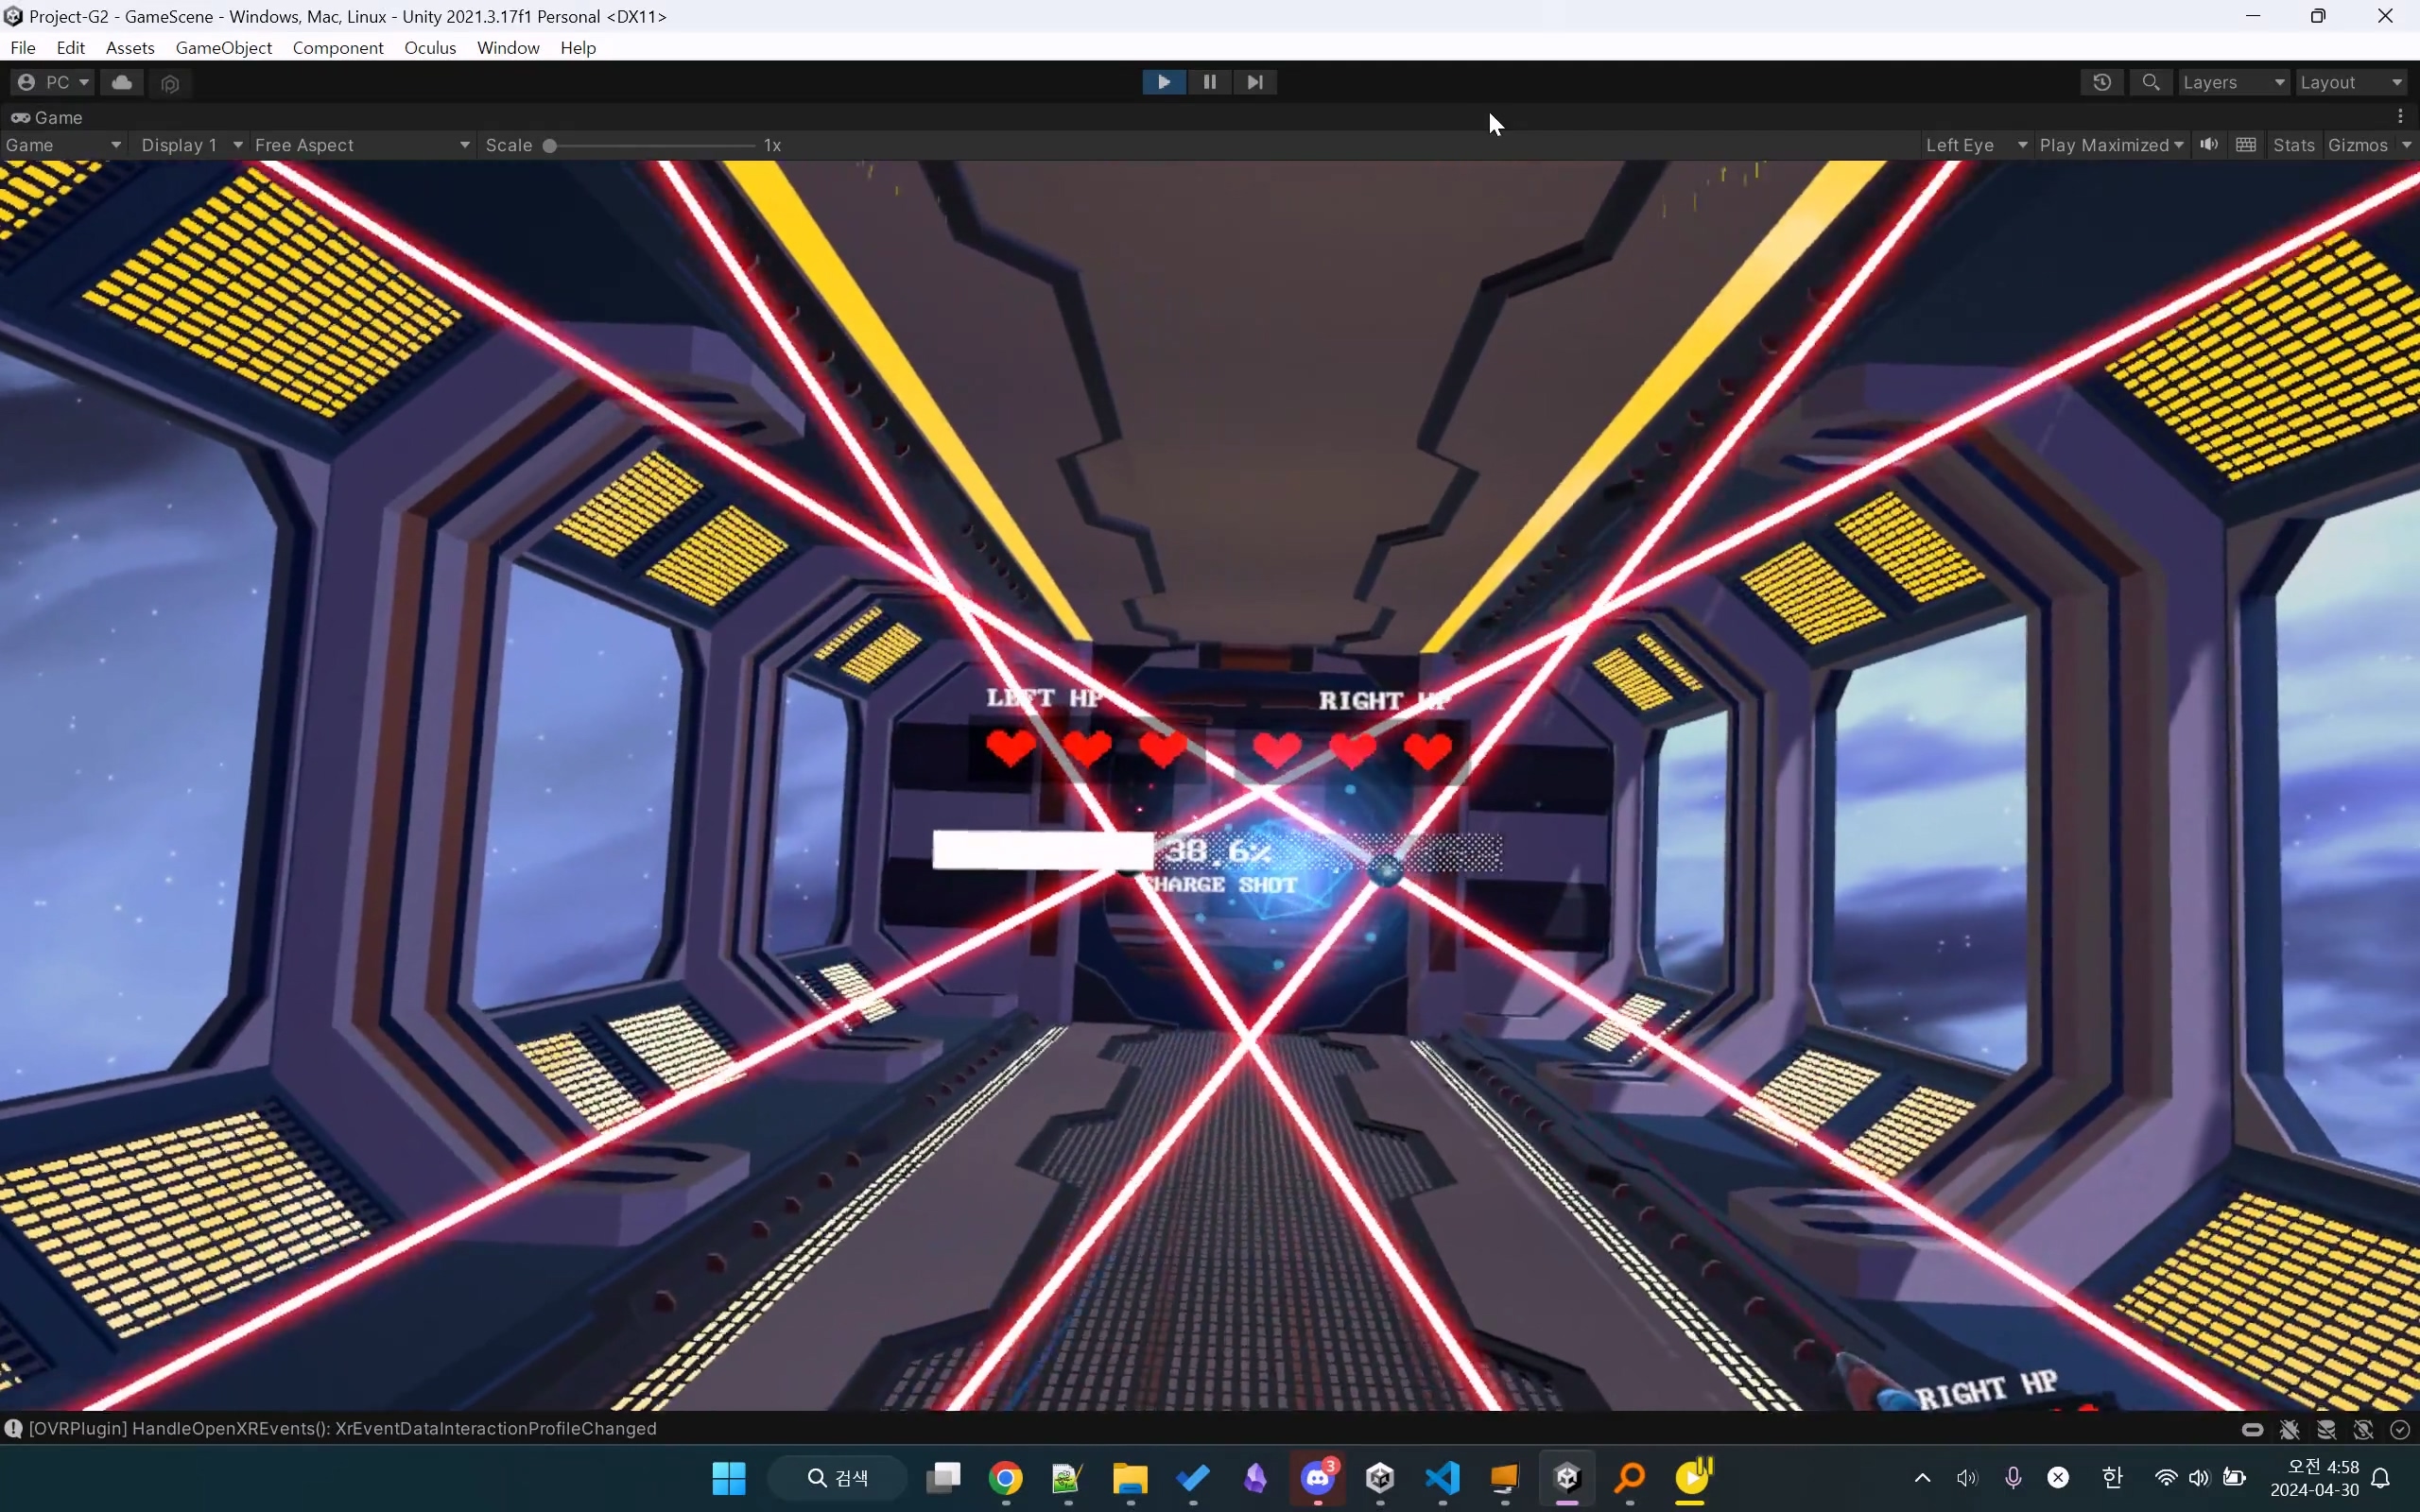 Project-G2 - GameScene - Windows, Mac, Linux - Unity 2021.3.17f1 Personal <DX11>
File Edit Assets GameObject Component Oculus Window Help
PC Layers Layout
Game
Game Display 1 Free Aspect Scale 1x Left Eye Play Maximized Stats Gizmos
LEFT HP RIGHT HP
38.6%
CHARGE SHOT
RIGHT HP
[OVRPlugin] HandleOpenXREvents(): XrEventDataInteractionProfileChanged
검색 3 한 오전 4:58
2024-04-30